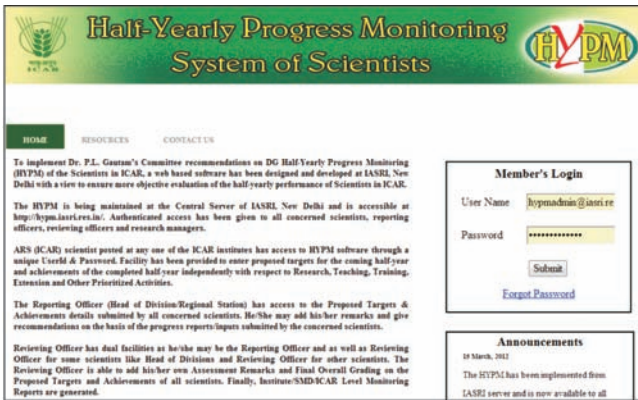 Half-Yearly Progress Monitoring
System of Scientists
ICAR
HYPM
HOME RESOURCES CONTACT US
To implement Dr. P.L. Gautam's Committee recommendations on DG Half-Yearly Progress Monitoring
(HYPM) of the Scientists in ICAR, a web based software has been designed and developed at IASRI, New
Delhi with a view to ensure more objective evaluation of the half-yearly performance of Scientists in ICAR.
The HYPM is being maintained at the Central Server of IASRI, New Delhi and is accessible at
http://hypm.iasri.res.in/. Authenticated access has been given to all concerned scientists, reporting
officers, reviewing officers and research managers.
ARS (ICAR) scientist posted at any one of the ICAR institutes has access to HYPM software through a
unique UserId & Password. Facility has been provided to enter proposed targets for the coming half-year
and achievements of the completed half-year independently with respect to Research, Teaching, Training,
Extension and Other Prioritized Activities.
The Reporting Officer (Head of Division/Regional Station) has access to the Proposed Targets &
Achievements details submitted by all concerned scientists. He/She may add his/her remarks and give
recommendations on the basis of the progress reports/inputs submitted by the concerned scientists.
Reviewing Officer has dual facilities as he/she may be the Reporting Officer and as well as Reviewing
Officer for some scientists like Head of Divisions and Reviewing Officer for other scientists. The
Reviewing Officer is able to add his/her own Assessment Remarks and Final Overall Grading on the
Proposed Targets and Achievements of all scientists. Finally, Institute/SMD/ICAR Level Monitoring
Reports are generated.
Member's Login
User Name hypmadmin@iasri.re
Password •••••••••••••
Submit
Forgot Password
Announcements
The HYPM has been implemented from
IASRI server and is now available to all